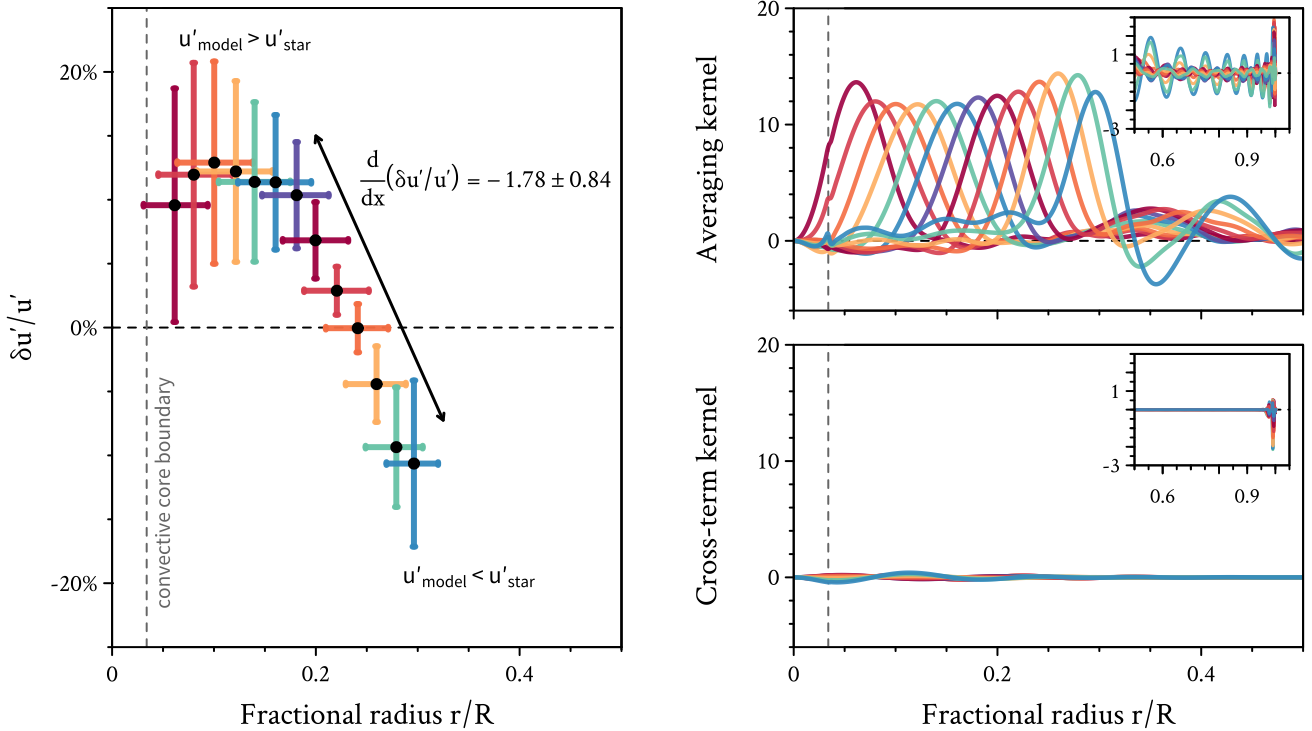 u′model > u′star
20%
d/dx (δu′/u′) = − 1.78 ± 0.84
0%
δu′/u′
convective core boundary
-20%
u′model < u′star
0
0.2
0.4
Fractional radius r/R
20
10
0
Averaging kernel
1
-3
0.6
0.9
20
10
0
Cross-term kernel
1
-3
0.6
0.9
0
0.2
0.4
Fractional radius r/R